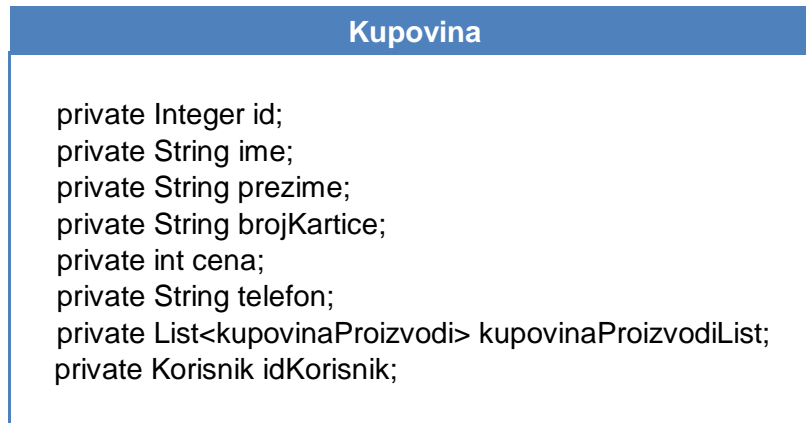 Kupovina
private Integer id;
private String ime;
private String prezime;
private String brojKartice;
private int cena;
private String telefon;
private List<kupovinaProizvodi> kupovinaProizvodiList;
private Korisnik idKorisnik;